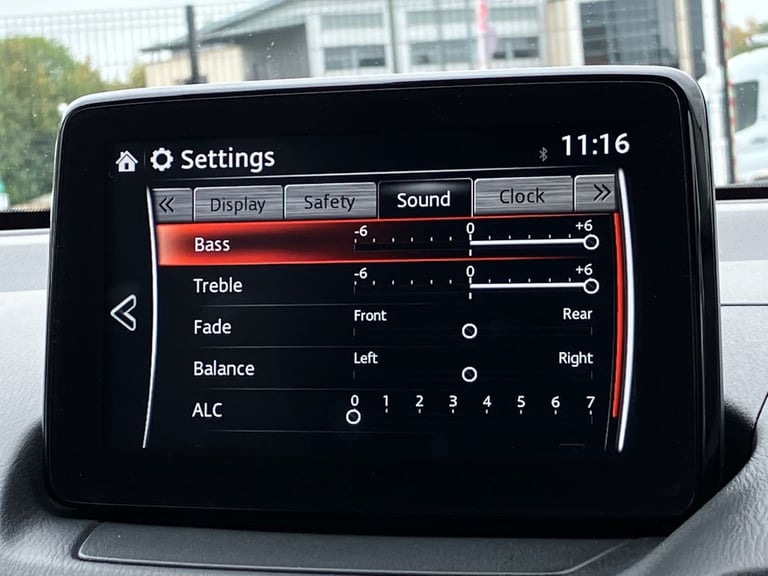 Settings 11:16
« Display Safety Sound Clock »
Bass -6 0 +6
Treble -6 0 +6
Fade Front Rear
Balance Left Right
ALC 0 1 2 3 4 5 6 7